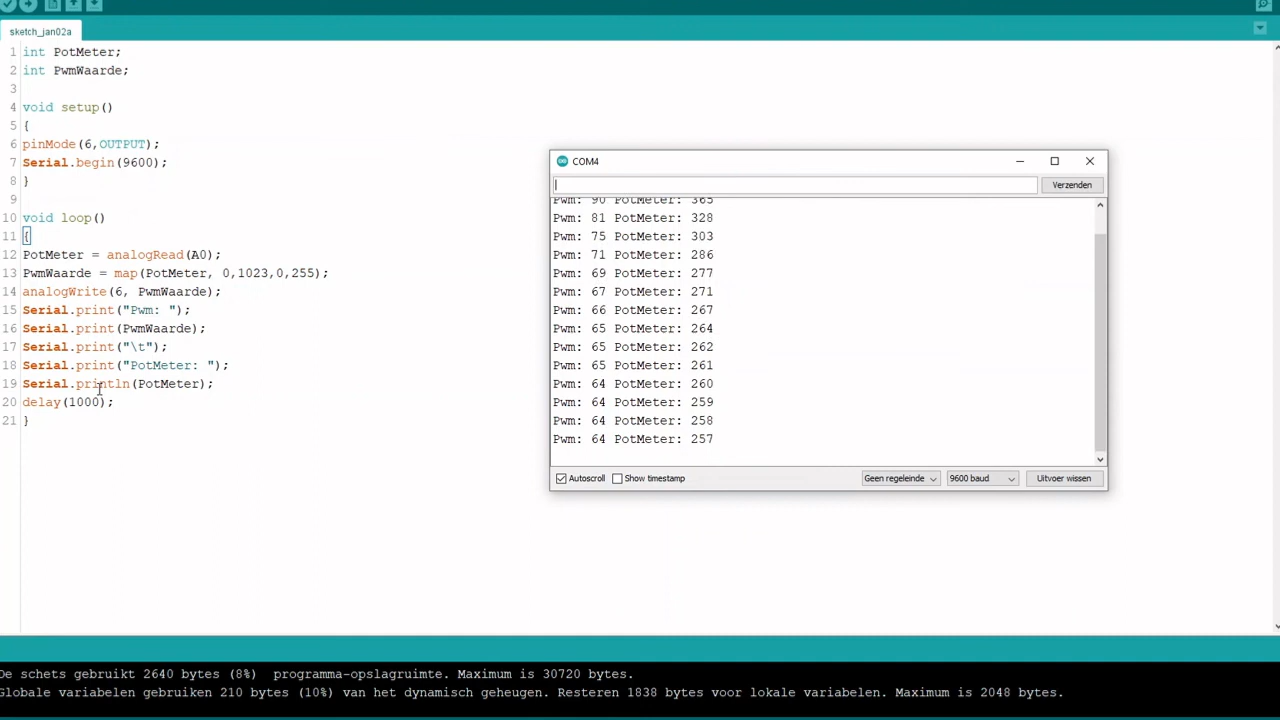 sketch_jan02a
1 int PotMeter;
2 int PwmWaarde;
3
4 void setup()
5 {
6 pinMode(6,OUTPUT);
7 Serial.begin(9600);
8 }
9
10 void loop()
11 {
12 PotMeter = analogRead(A0);
13 PwmWaarde = map(PotMeter, 0,1023,0,255);
14 analogWrite(6, PwmWaarde);
15 Serial.print("Pwm: ");
16 Serial.print(PwmWaarde);
17 Serial.print("\t");
18 Serial.print("PotMeter: ");
19 Serial.println(PotMeter);
20 delay(1000);
21 }
COM4
Verzenden
Pwm: 90 PotMeter: 365
Pwm: 81 PotMeter: 328
Pwm: 75 PotMeter: 303
Pwm: 71 PotMeter: 286
Pwm: 69 PotMeter: 277
Pwm: 67 PotMeter: 271
Pwm: 66 PotMeter: 267
Pwm: 65 PotMeter: 264
Pwm: 65 PotMeter: 262
Pwm: 65 PotMeter: 261
Pwm: 64 PotMeter: 260
Pwm: 64 PotMeter: 259
Pwm: 64 PotMeter: 258
Pwm: 64 PotMeter: 257
Autoscroll Show timestamp Geen regeleinde 9600 baud Uitvoer wissen
De schets gebruikt 2640 bytes (8%)  programma-opslagruimte. Maximum is 30720 bytes.
Globale variabelen gebruiken 210 bytes (10%) van het dynamisch geheugen. Resteren 1838 bytes voor lokale variabelen. Maximum is 2048 bytes.